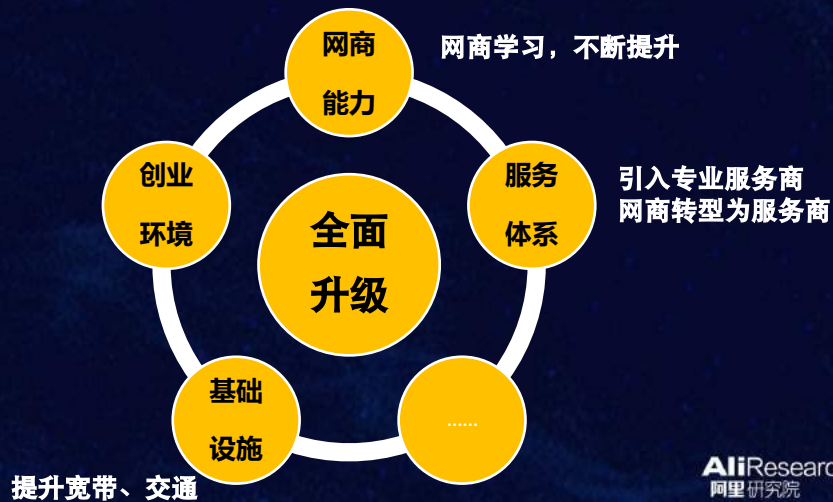 网商
能力
网商学习，不断提升
创业
环境
服务
体系
引入专业服务商
网商转型为服务商
全面
升级
基础
设施
......
提升宽带、交通
AliResearc
阿里研究院